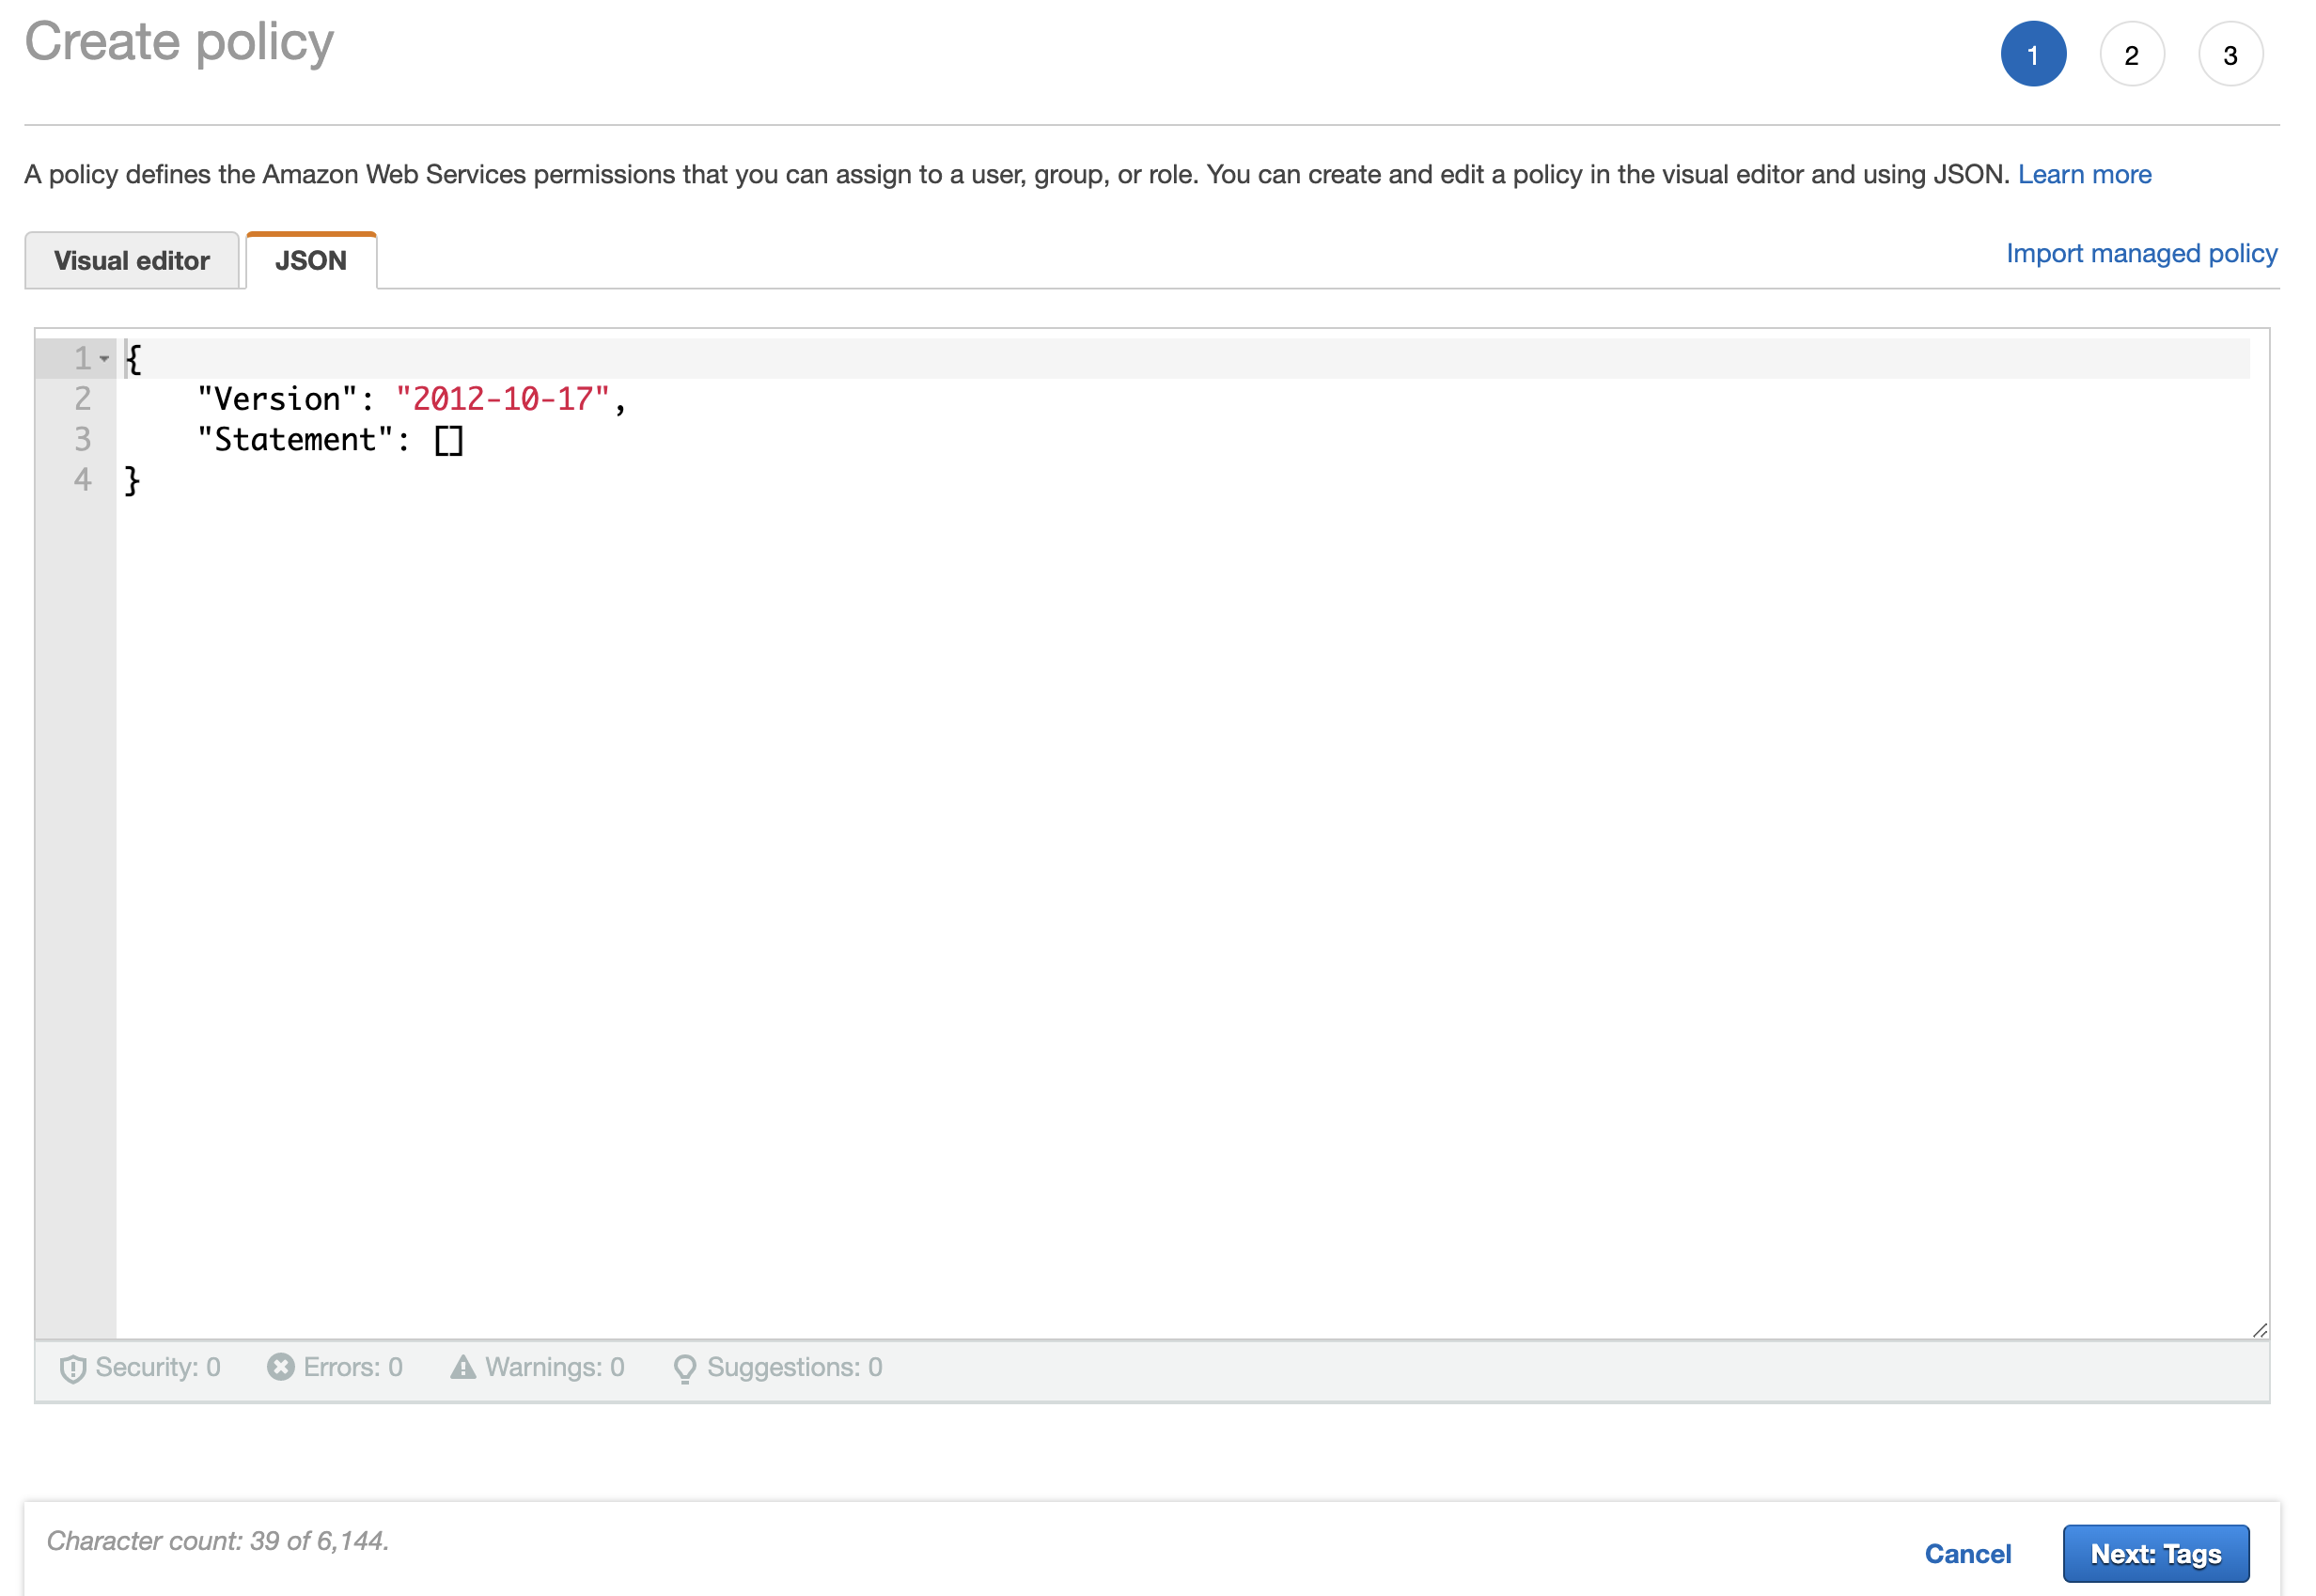 Create policy
1 2 3
A policy defines the Amazon Web Services permissions that you can assign to a user, group, or role. You can create and edit a policy in the visual editor and using JSON. Learn more
Visual editor JSON Import managed policy
1 {
2     "Version": "2012-10-17",
3     "Statement": []
4 }
Security: 0 Errors: 0 Warnings: 0 Suggestions: 0
Character count: 39 of 6,144.
Cancel Next: Tags